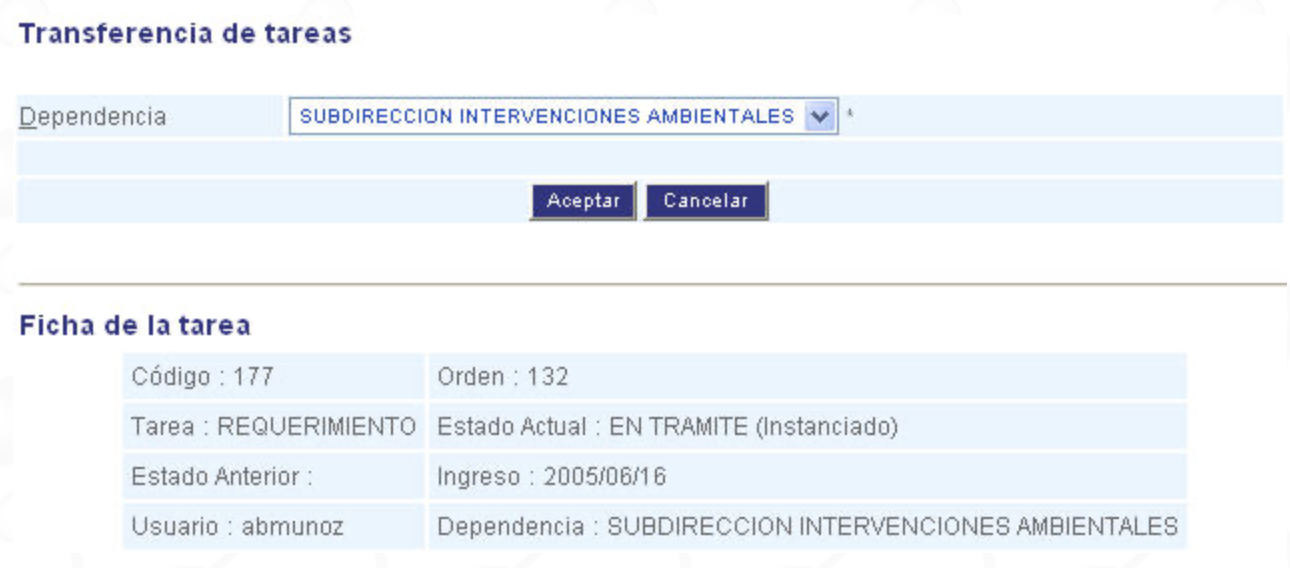 Transferencia de tareas
Dependencia SUBDIRECCION INTERVENCIONES AMBIENTALES *
Aceptar Cancelar
Ficha de la tarea
Código : 177 Orden : 132
Tarea : REQUERIMIENTO Estado Actual : EN TRAMITE (Instanciado)
Estado Anterior : Ingreso : 2005/06/16
Usuario : abmunoz Dependencia : SUBDIRECCION INTERVENCIONES AMBIENTALES